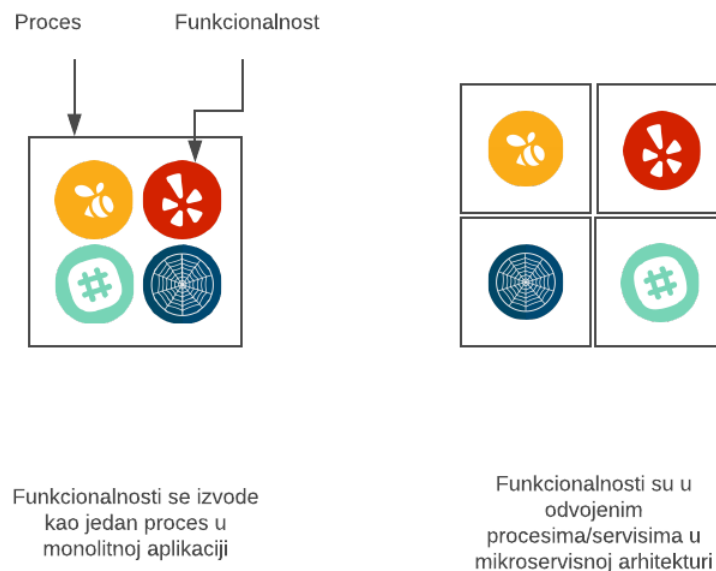 Proces
Funkcionalnost
Funkcionalnosti se izvode
kao jedan proces u
monolitnoj aplikaciji
Funkcionalnosti su u
odvojenim
procesima/servisima u
mikroservisnoj arhitekturi